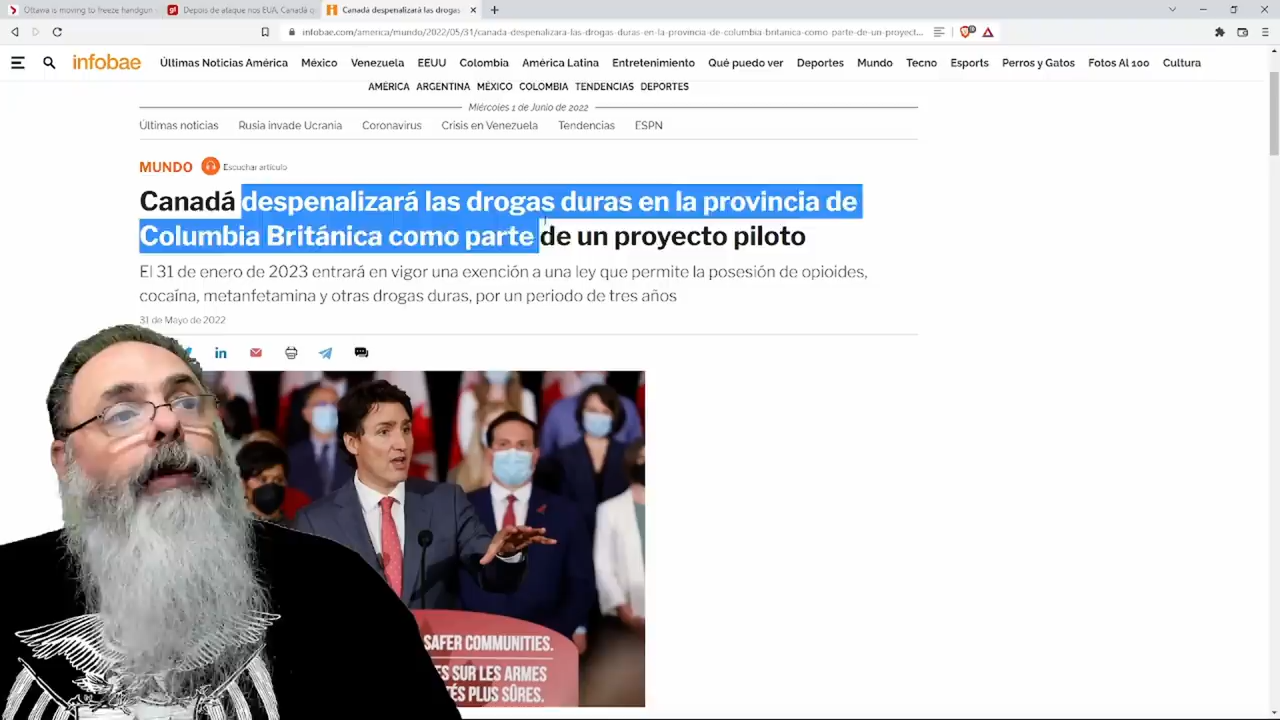 Ottawa is moving to freeze handgun
Depois de ataque nos EUA, Canadá q
Canadá despenalizará las drogas
infobae.com/america/mundo/2022/05/31/canada-despenalizara-las-drogas-duras-en-la-provincia-de-columbia-britanica-como-parte-de-un-proyect...
infobae
Últimas Noticias América México Venezuela EEUU Colombia América Latina Entretenimiento Qué puedo ver Deportes Mundo Tecno Esports Perros y Gatos Fotos Al 100 Cultura
AMÉRICA ARGENTINA MÉXICO COLOMBIA TENDENCIAS DEPORTES
Miércoles 1 de Junio de 2022
Últimas noticias Rusia invade Ucrania Coronavirus Crisis en Venezuela Tendencias ESPN
MUNDO Escuchar artículo
Canadá despenalizará las drogas duras en la provincia de
Columbia Británica como parte de un proyecto piloto
El 31 de enero de 2023 entrará en vigor una exención a una ley que permite la posesión de opioides,
cocaína, metanfetamina y otras drogas duras, por un periodo de tres años
31 de Mayo de 2022
SAFER COMMUNITIES.
ES SUR LES ARMES
TÉS PLUS SÛRES.